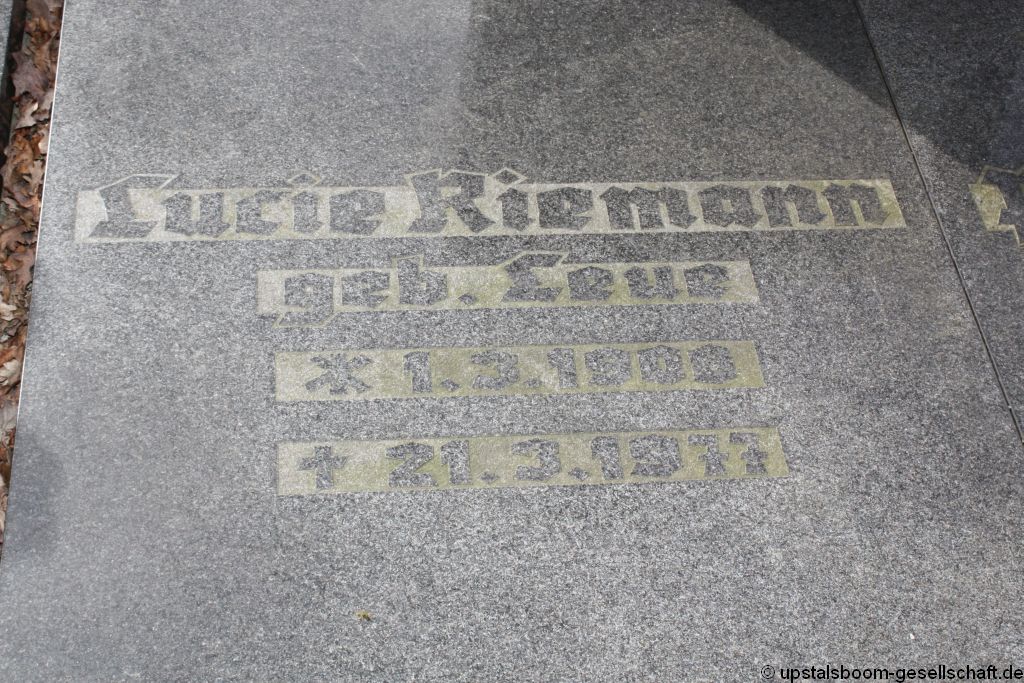 Lucie Riemann
geb. Leue
* 1.3.1908
† 21.3.1977
© upstalsboom-gesellschaft.de